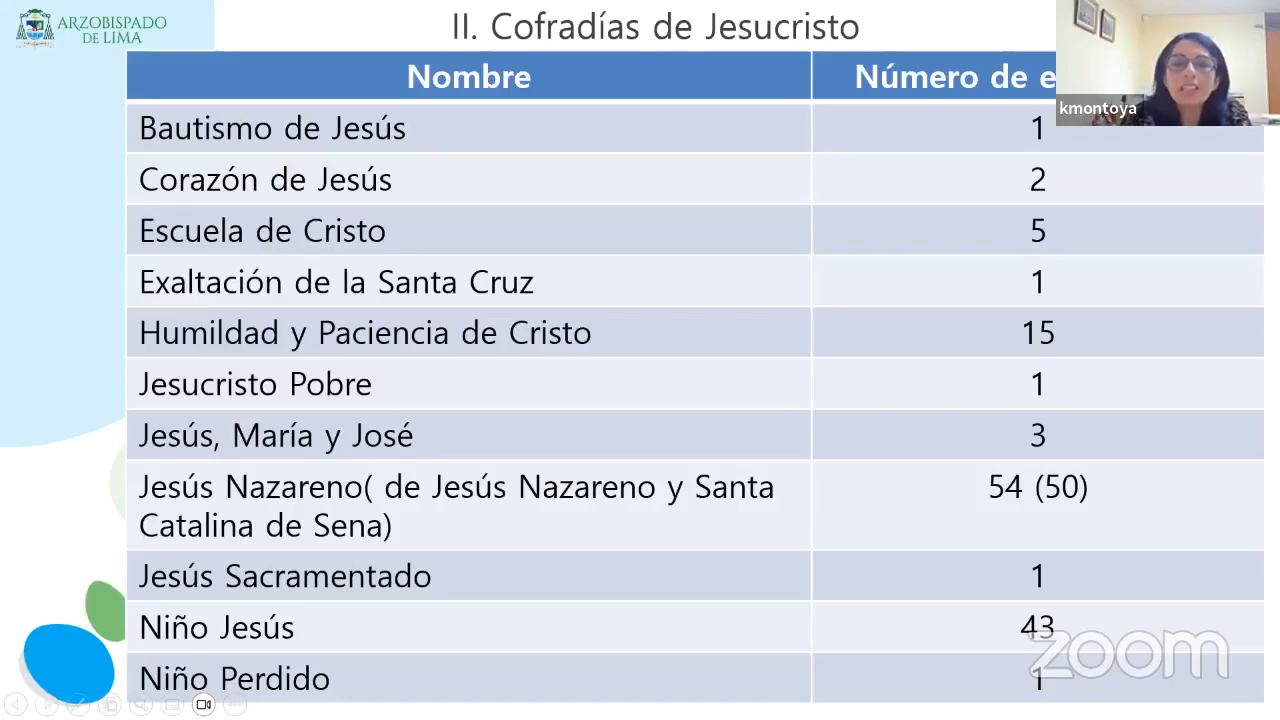 ARZOBISPADO
DE LIMA
II. Cofradías de Jesucristo
Nombre
Número de e
kmontoya
Bautismo de Jesús
1
Corazón de Jesús
2
Escuela de Cristo
5
Exaltación de la Santa Cruz
1
Humildad y Paciencia de Cristo
15
Jesucristo Pobre
1
Jesús, María y José
3
Jesús Nazareno( de Jesús Nazareno y Santa
Catalina de Sena)
54 (50)
Jesús Sacramentado
1
Niño Jesús
43
Niño Perdido
1
zoom